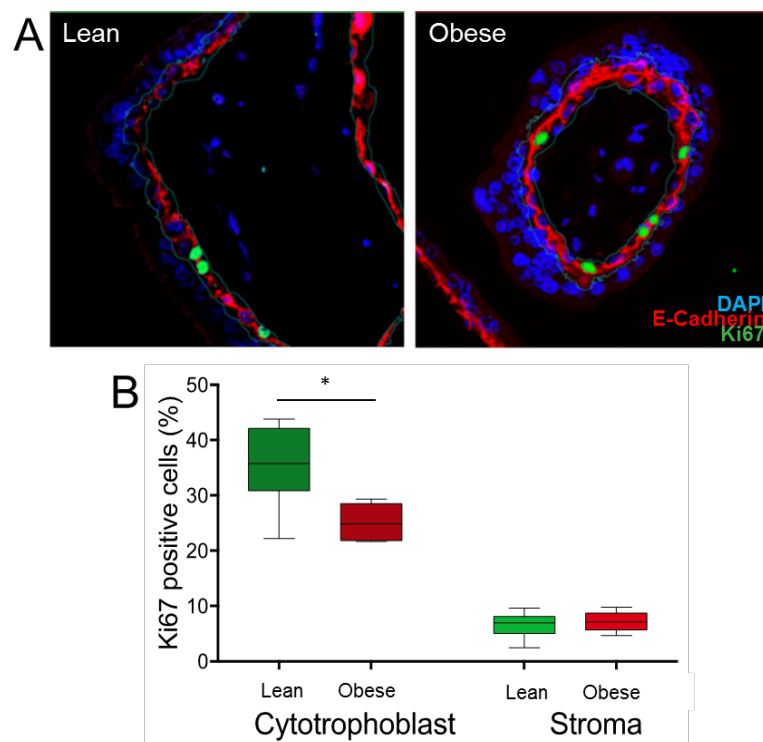 A
Lean
Obese
DAPI
E-Cadherin
Ki67
B
Ki67 positive cells (%)
50
40
30
20
10
0
*
Lean
Obese
Lean
Obese
Cytotrophoblast
Stroma